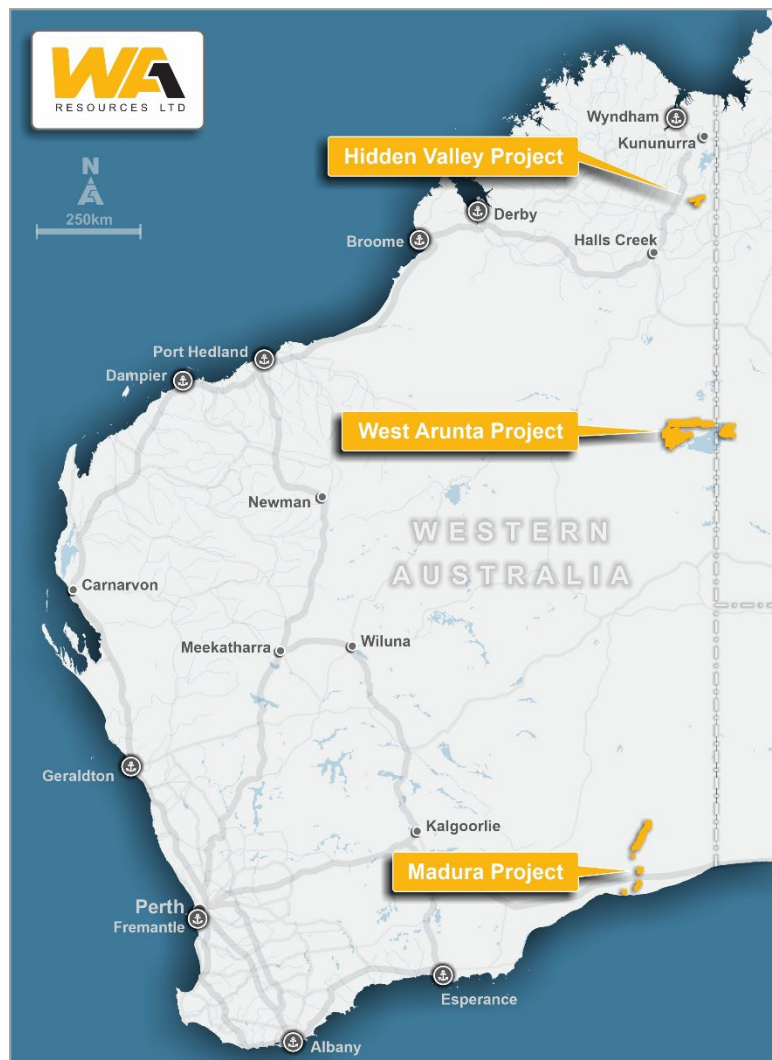 WA
RESOURCES LTD
N
250km
Wyndham
Kununurra
Hidden Valley Project
Derby
Broome
Halls Creek
Port Hedland
Dampier
West Arunta Project
Newman
WESTERN
AUSTRALIA
Carnarvon
Meekatharra
Wiluna
Geraldton
Kalgoorlie
Madura Project
Perth
Fremantle
Esperance
Albany